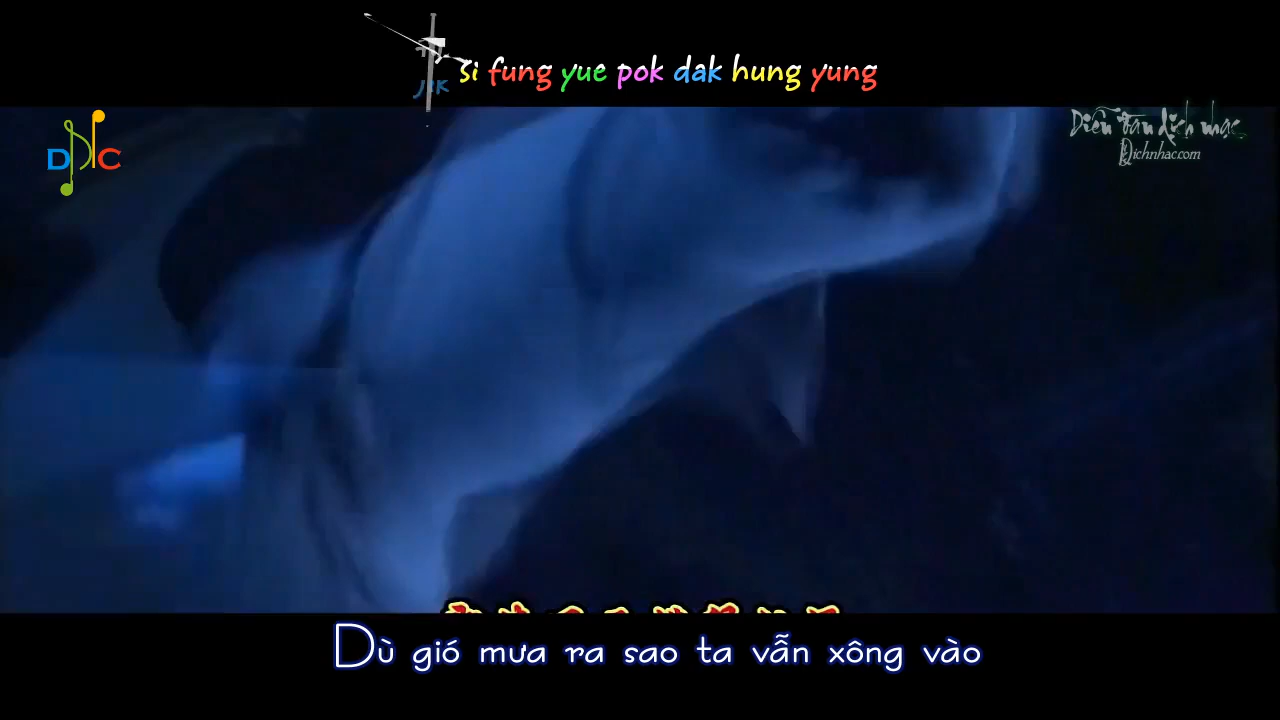 si fung yue pok dak hung yung
DC
Diễn đàn dịch nhạc
Dichnhac.com
Dù gió mưa ra sao ta vẫn xông vào